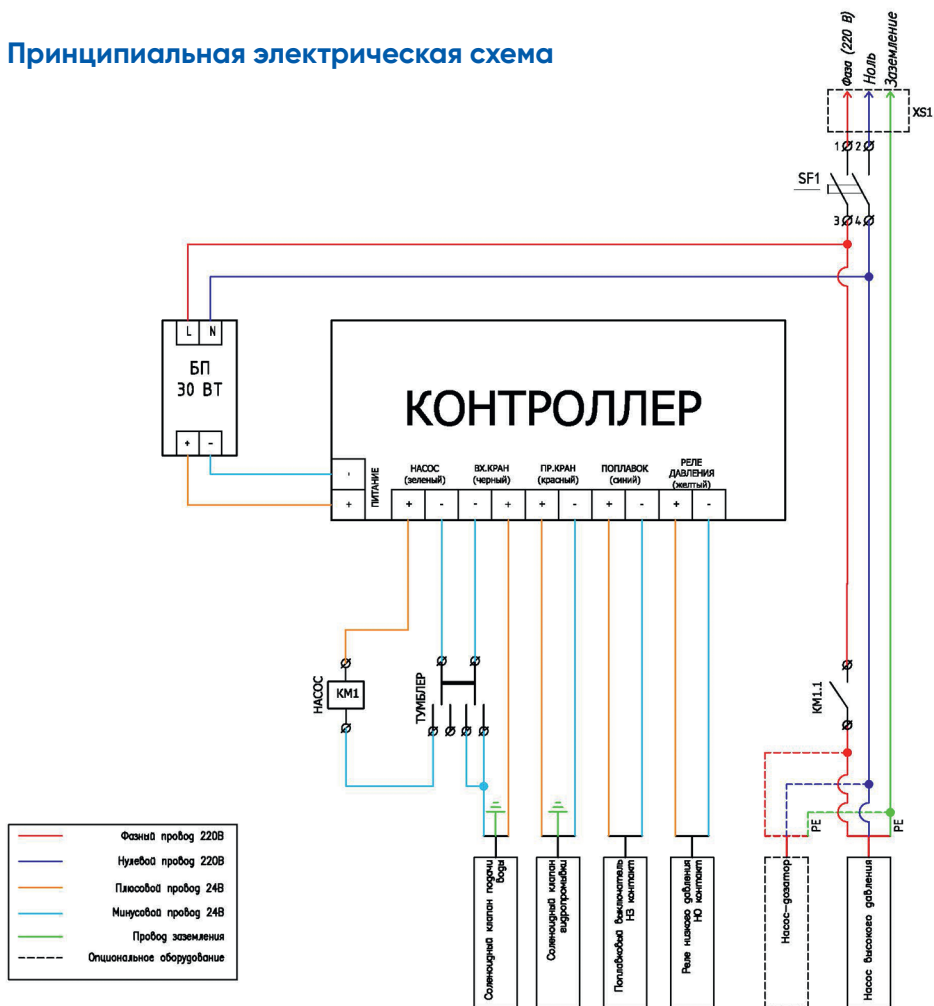 Принципиальная электрическая схема
Фаза (220 В)
Ноль
Заземление
XS1
1 2
SF1
3 4
L N
БП
30 ВТ
+ -
КОНТРОЛЛЕР
-
+
ПИТАНИЕ
НАСОС
(зеленый)
ВХ.КРАН
(черный)
ПР.КРАН
(красный)
ПОПЛАВОК
(синий)
РЕЛЕ
ДАВЛЕНИЯ
(желтый)
+ - - + + - + - + -
НАСОС
КМ1
ТУМБЛЕР
КМ1.1
PE
PE
Фазный провод 220В
Нулевой провод 220В
Плюсовой провод 24В
Минусовой провод 24В
Провод заземления
Опциональное оборудование
Соленоидный клапан подачи
воды
Соленоидный клапан
гидропромывки
Поплавковый выключатель
НЗ контакт
Реле низкого давления
НО контакт
Насос-дозатор
Насос высокого давления